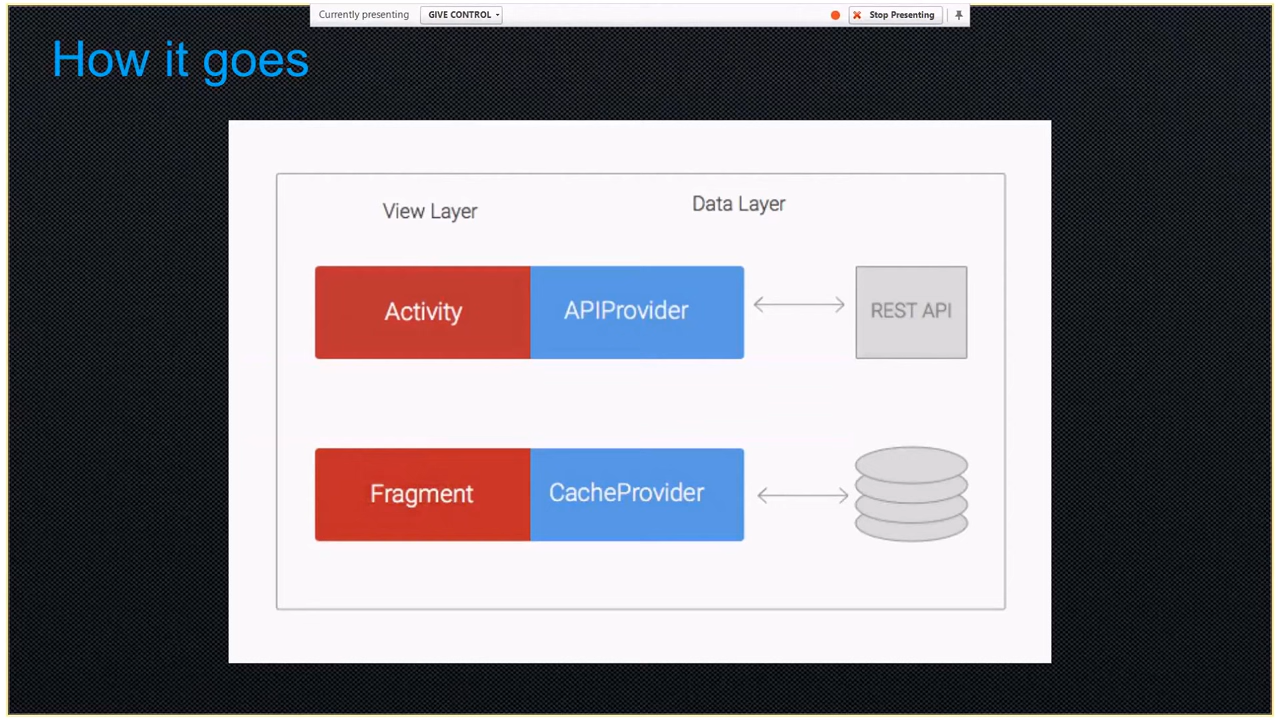 Currently presenting GIVE CONTROL Stop Presenting
How it goes
View Layer Data Layer
Activity APIProvider REST API
Fragment CacheProvider